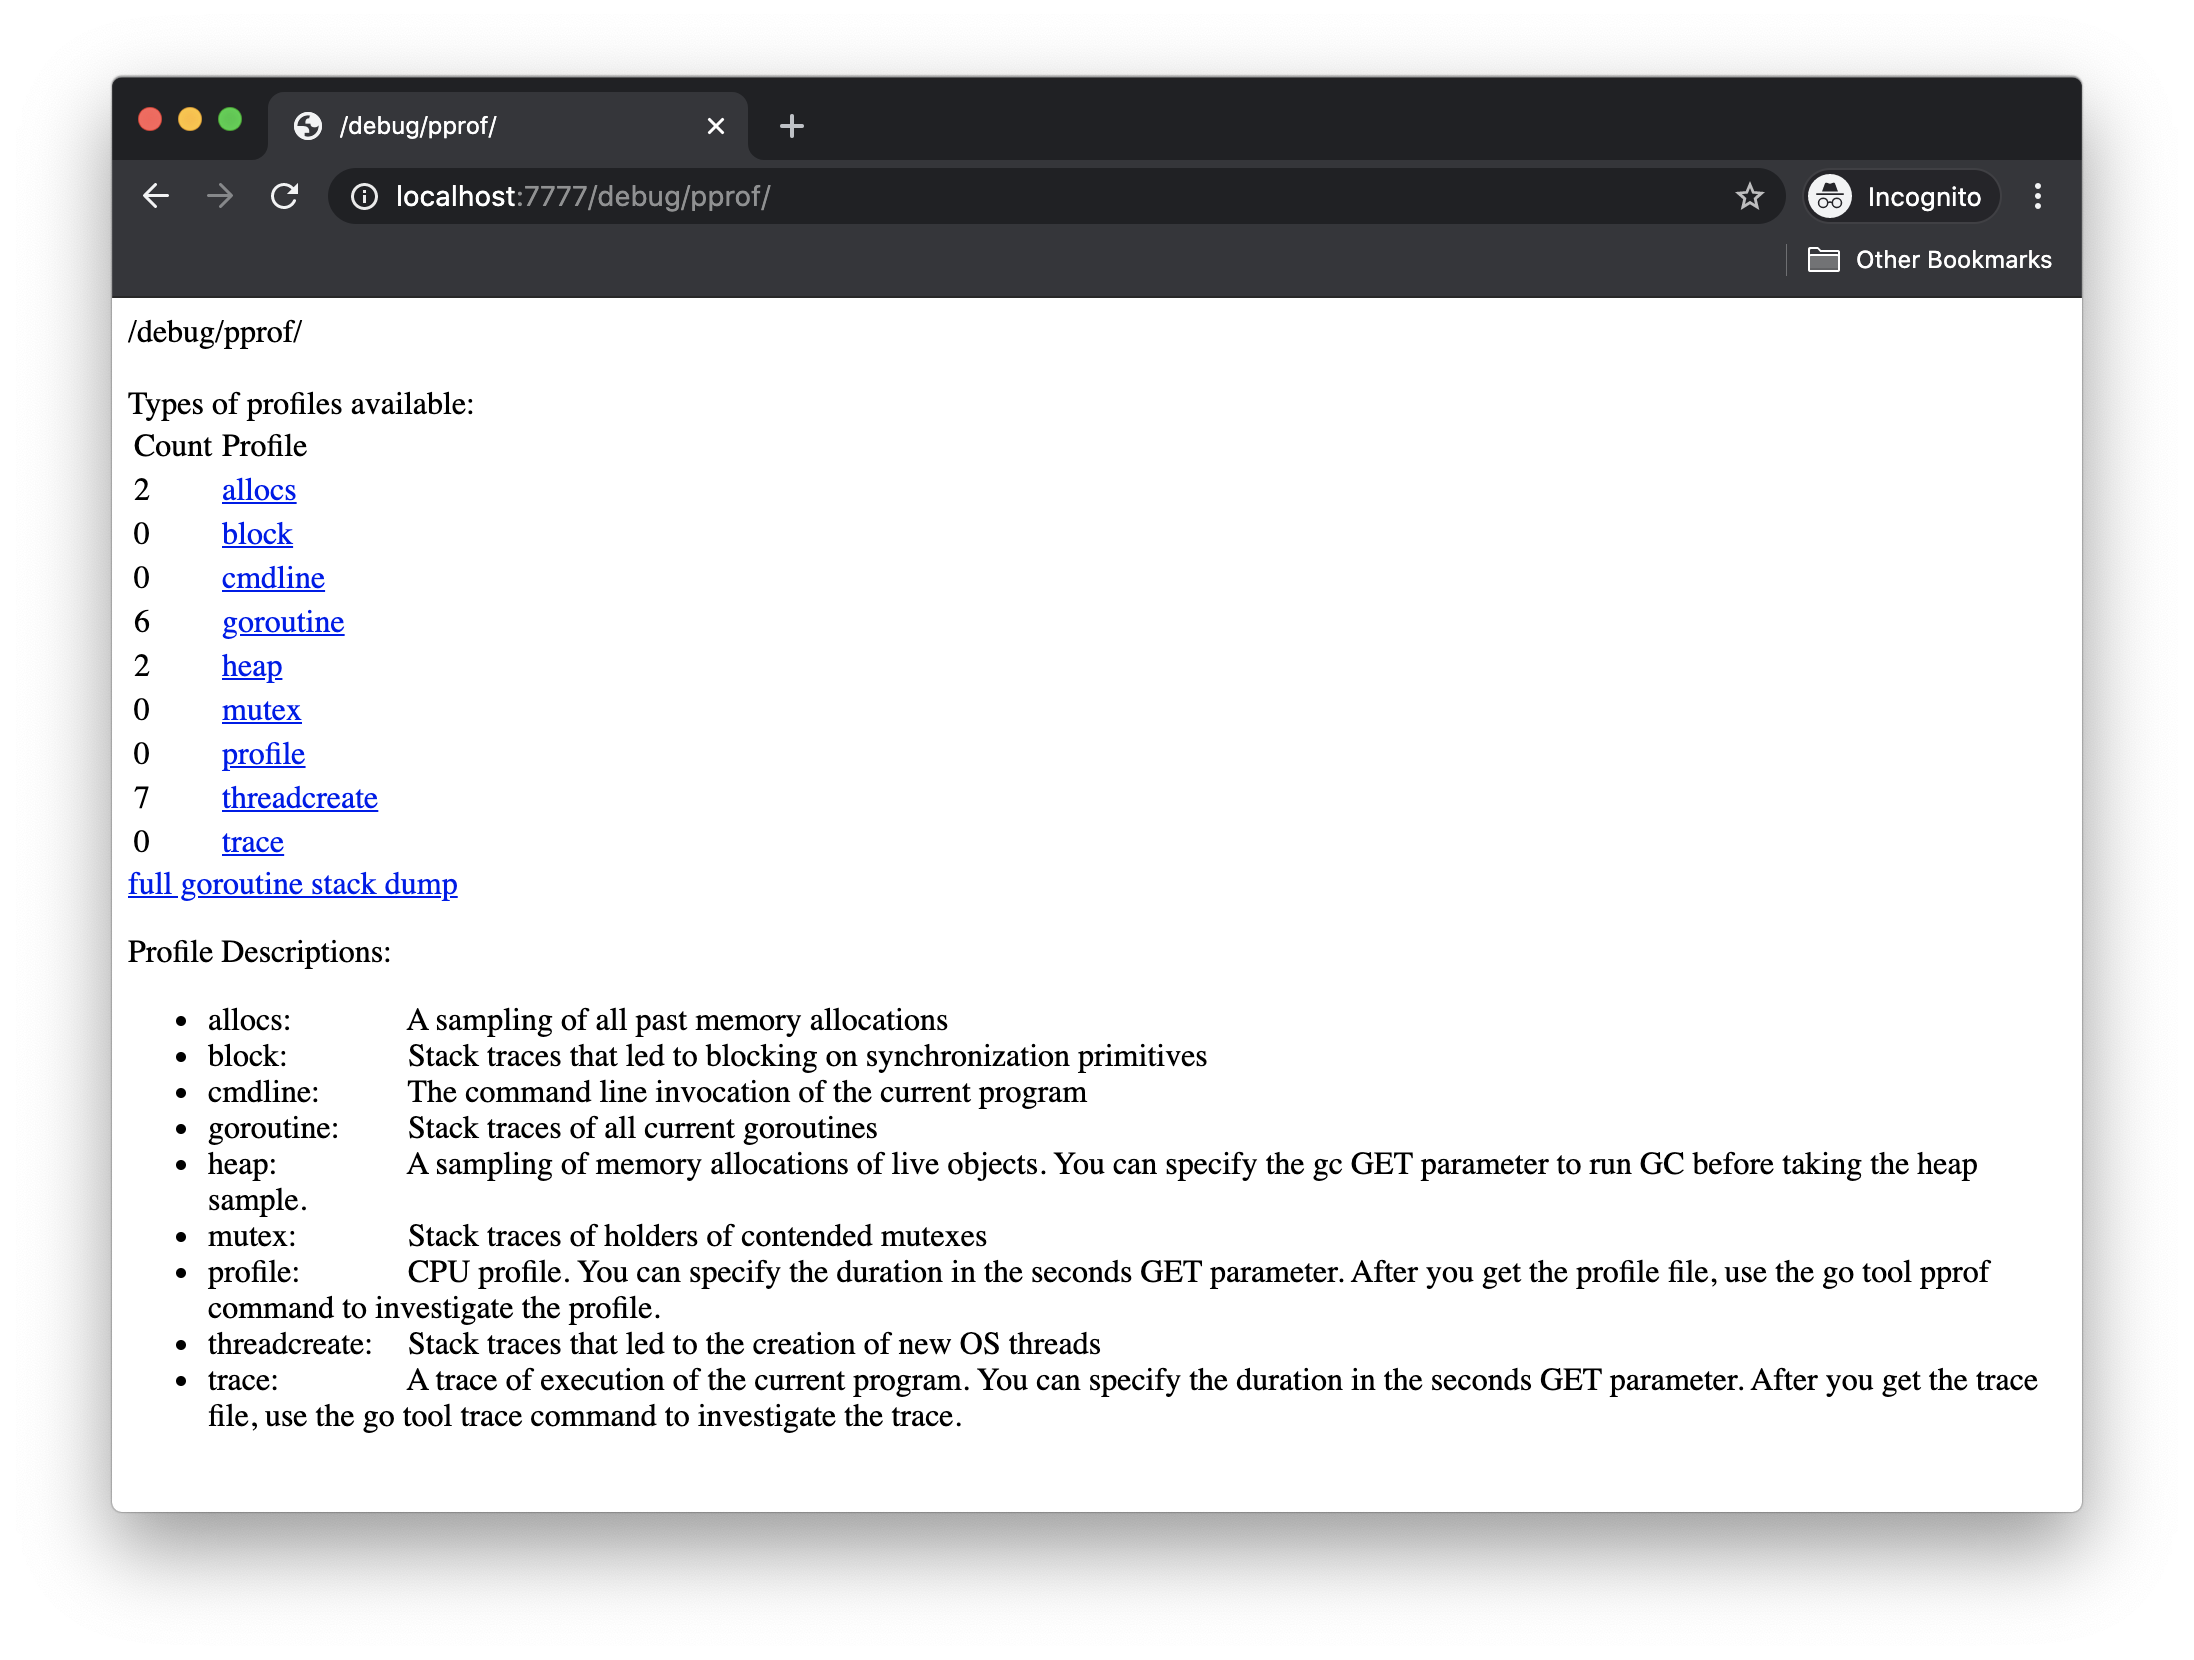 /debug/pprof/
localhost:7777/debug/pprof/
Incognito
Other Bookmarks
/debug/pprof/
Types of profiles available:
Count Profile
2 allocs
0 block
0 cmdline
6 goroutine
2 heap
0 mutex
0 profile
7 threadcreate
0 trace
full goroutine stack dump
Profile Descriptions:
• allocs: A sampling of all past memory allocations
• block: Stack traces that led to blocking on synchronization primitives
• cmdline: The command line invocation of the current program
• goroutine: Stack traces of all current goroutines
• heap: A sampling of memory allocations of live objects. You can specify the gc GET parameter to run GC before taking the heap
sample.
• mutex: Stack traces of holders of contended mutexes
• profile: CPU profile. You can specify the duration in the seconds GET parameter. After you get the profile file, use the go tool pprof
command to investigate the profile.
• threadcreate: Stack traces that led to the creation of new OS threads
• trace: A trace of execution of the current program. You can specify the duration in the seconds GET parameter. After you get the trace
file, use the go tool trace command to investigate the trace.